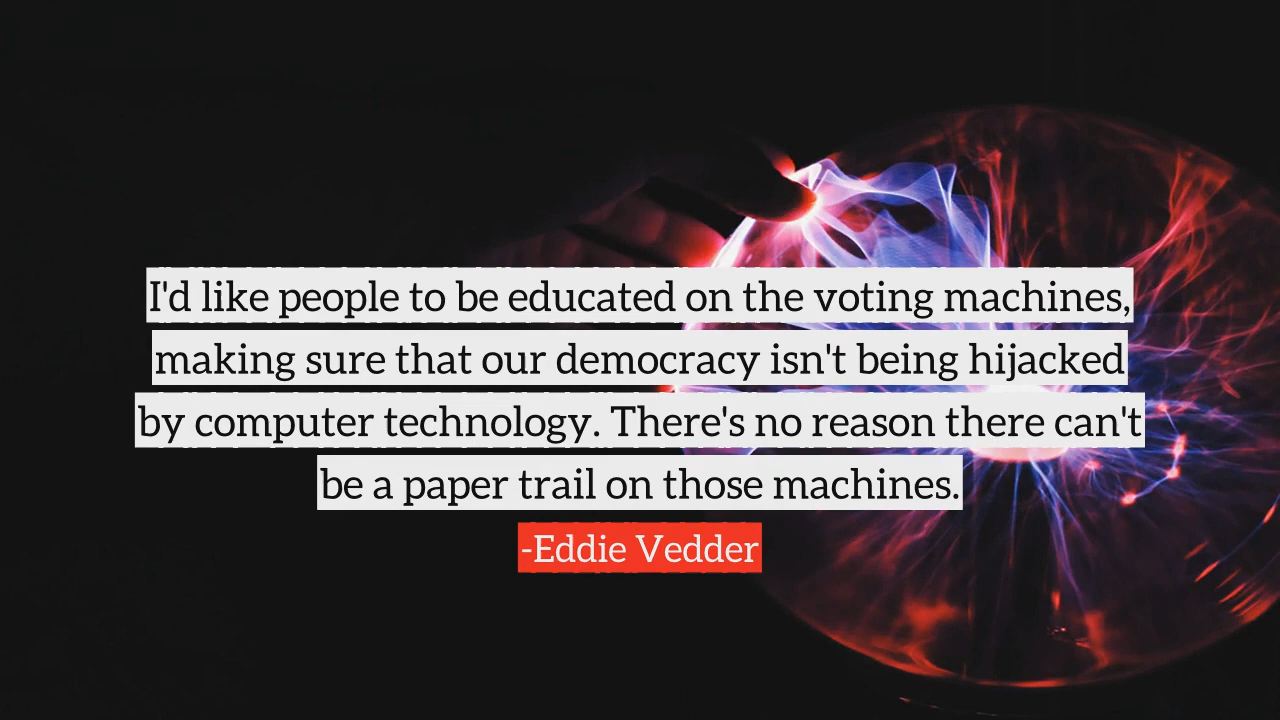 I'd like people to be educated on the voting machines,
making sure that our democracy isn't being hijacked
by computer technology. There's no reason there can't
be a paper trail on those machines.
-Eddie Vedder